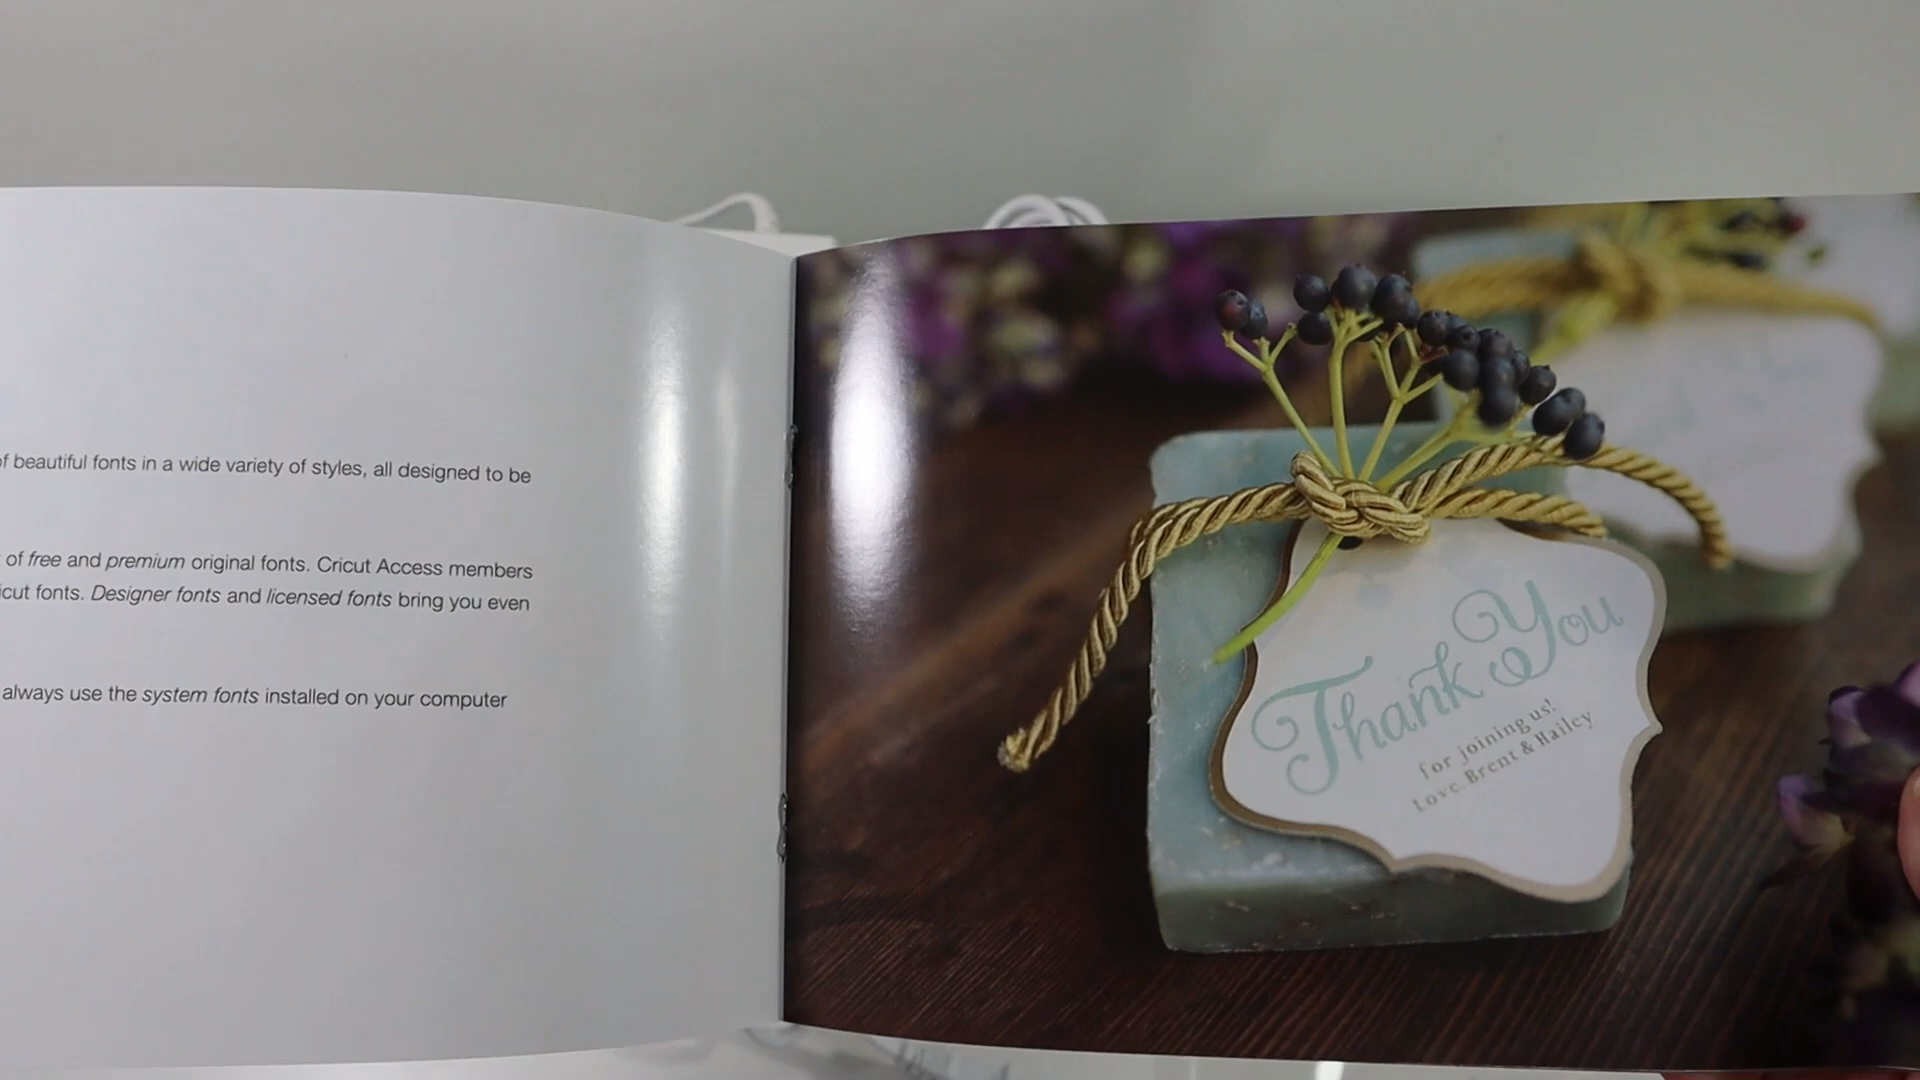 of beautiful fonts in a wide variety of styles, all designed to be
of free and premium original fonts. Cricut Access members
icut fonts. Designer fonts and licensed fonts bring you even
always use the system fonts installed on your computer
Thank You
for joining us!
Love, Brent & Hailey